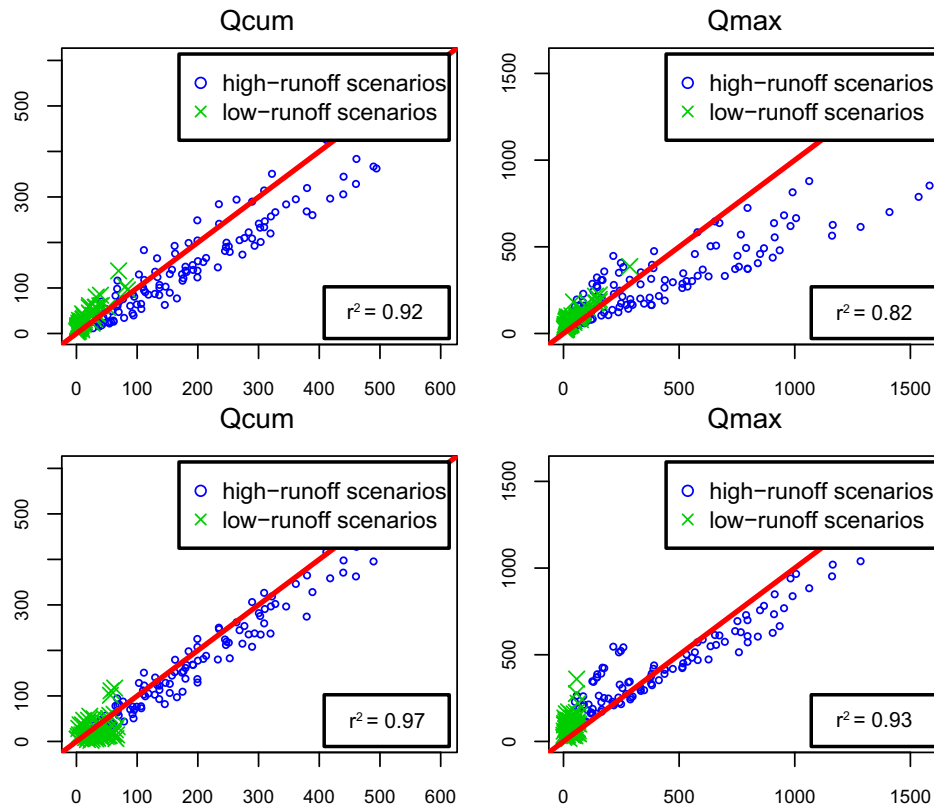 Qcum
0 100 300 500
high−runoff scenarios
low−runoff scenarios
r² = 0.92
0 100 200 300 400 500 600
Qmax
0 500 1000 1500
high−runoff scenarios
low−runoff scenarios
r² = 0.82
0 500 1000 1500
Qcum
0 100 300 500
high−runoff scenarios
low−runoff scenarios
r² = 0.97
0 100 200 300 400 500 600
Qmax
0 500 1000 1500
high−runoff scenarios
low−runoff scenarios
r² = 0.93
0 500 1000 1500